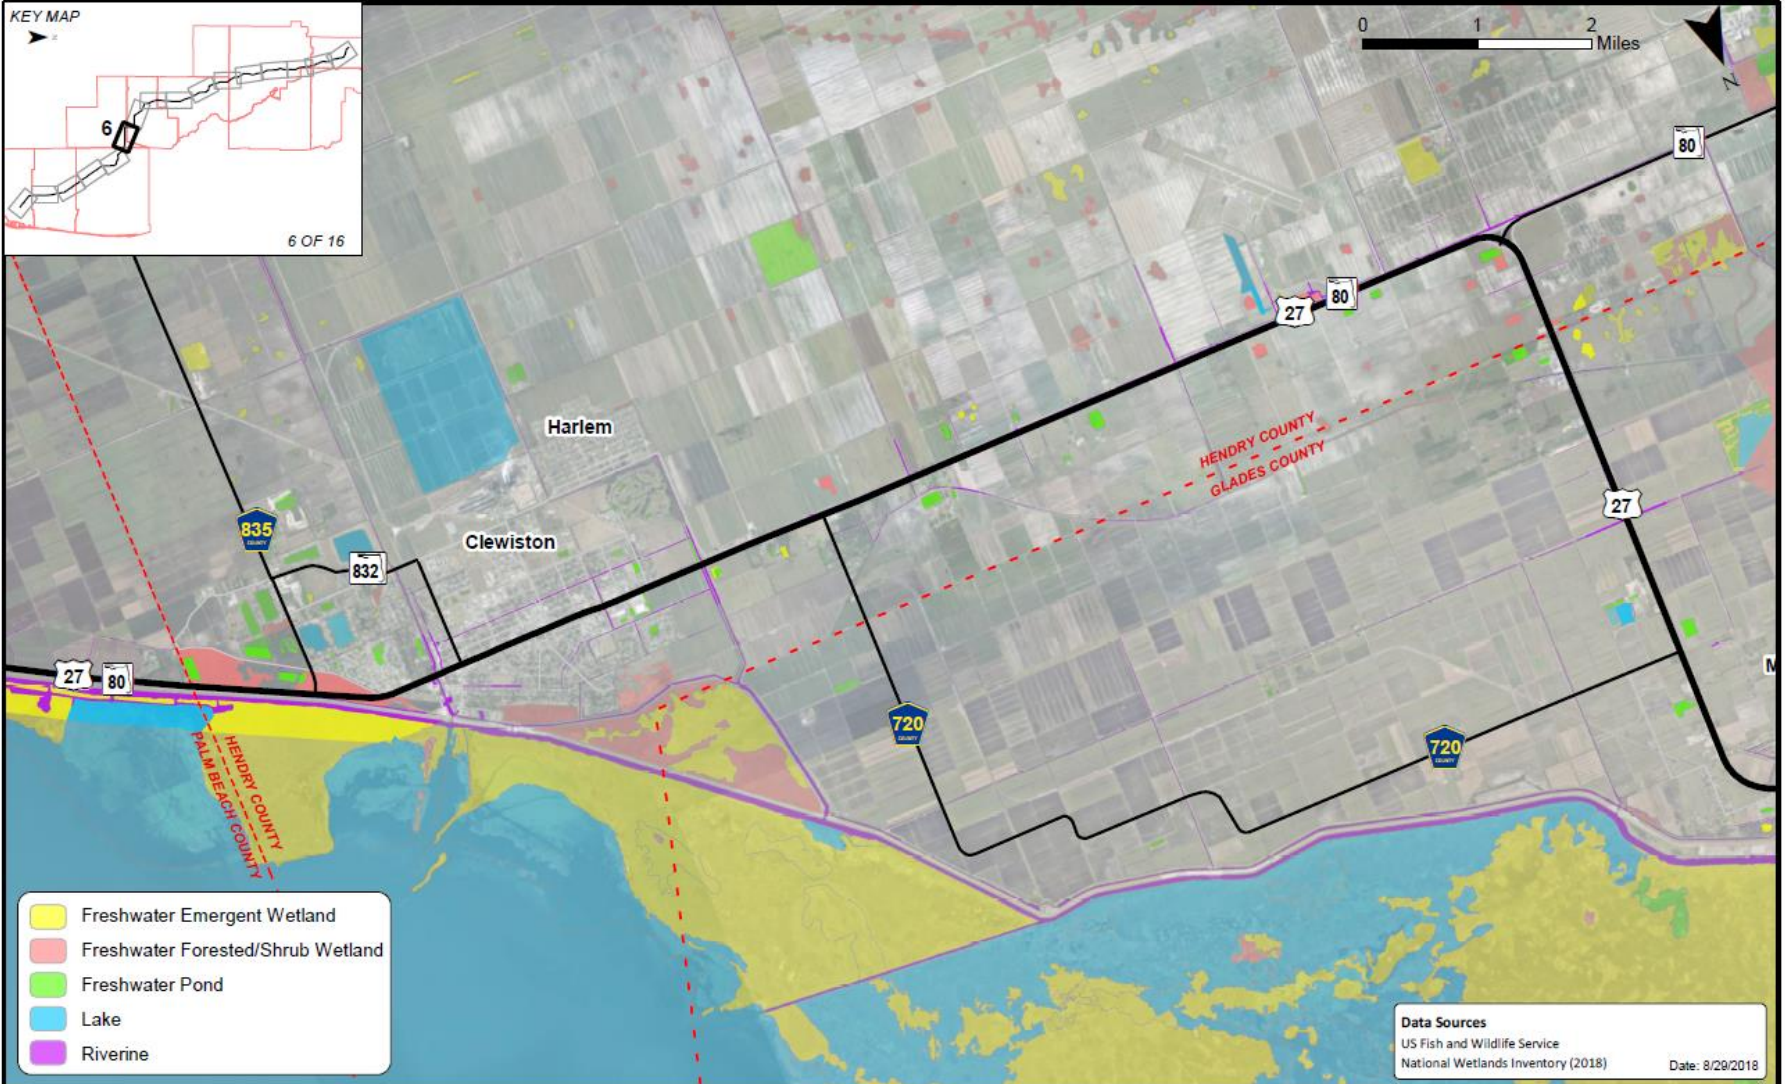 KEY MAP
6
6 OF 16
0 1 2
Miles
N
80
27
80
HENDRY COUNTY
GLADES COUNTY
Harlem
Clewiston
835
COUNTY
832
27
27
80
720
COUNTY
720
COUNTY
M
HENDRY COUNTY
PALM BEACH COUNTY
Freshwater Emergent Wetland
Freshwater Forested/Shrub Wetland
Freshwater Pond
Lake
Riverine
Data Sources
US Fish and Wildlife Service
National Wetlands Inventory (2018)
Date: 8/29/2018